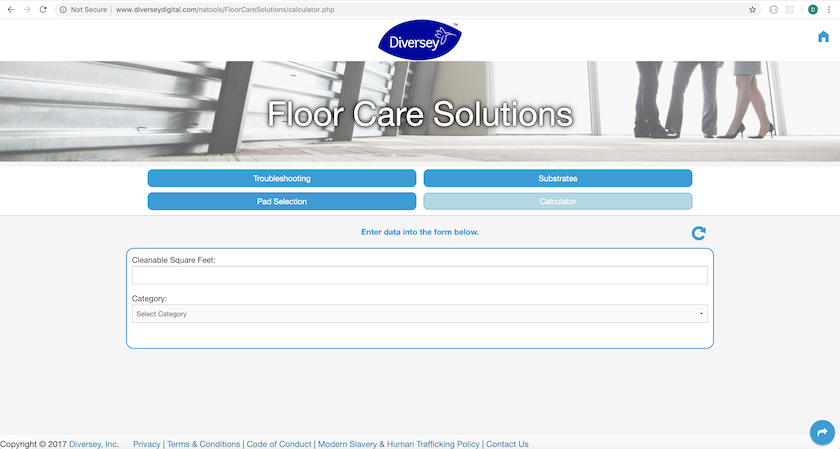 Not Secure | www.diverseydigital.com/natools/FloorCareSolutions/calculator.php
D
Diversey™
Floor Care Solutions
Troubleshooting
Substrates
Pad Selection
Calculator
Enter data into the form below.
Cleanable Square Feet:
Category:
Select Category
Copyright © 2017 Diversey, Inc. Privacy | Terms & Conditions | Code of Conduct | Modern Slavery & Human Trafficking Policy | Contact Us